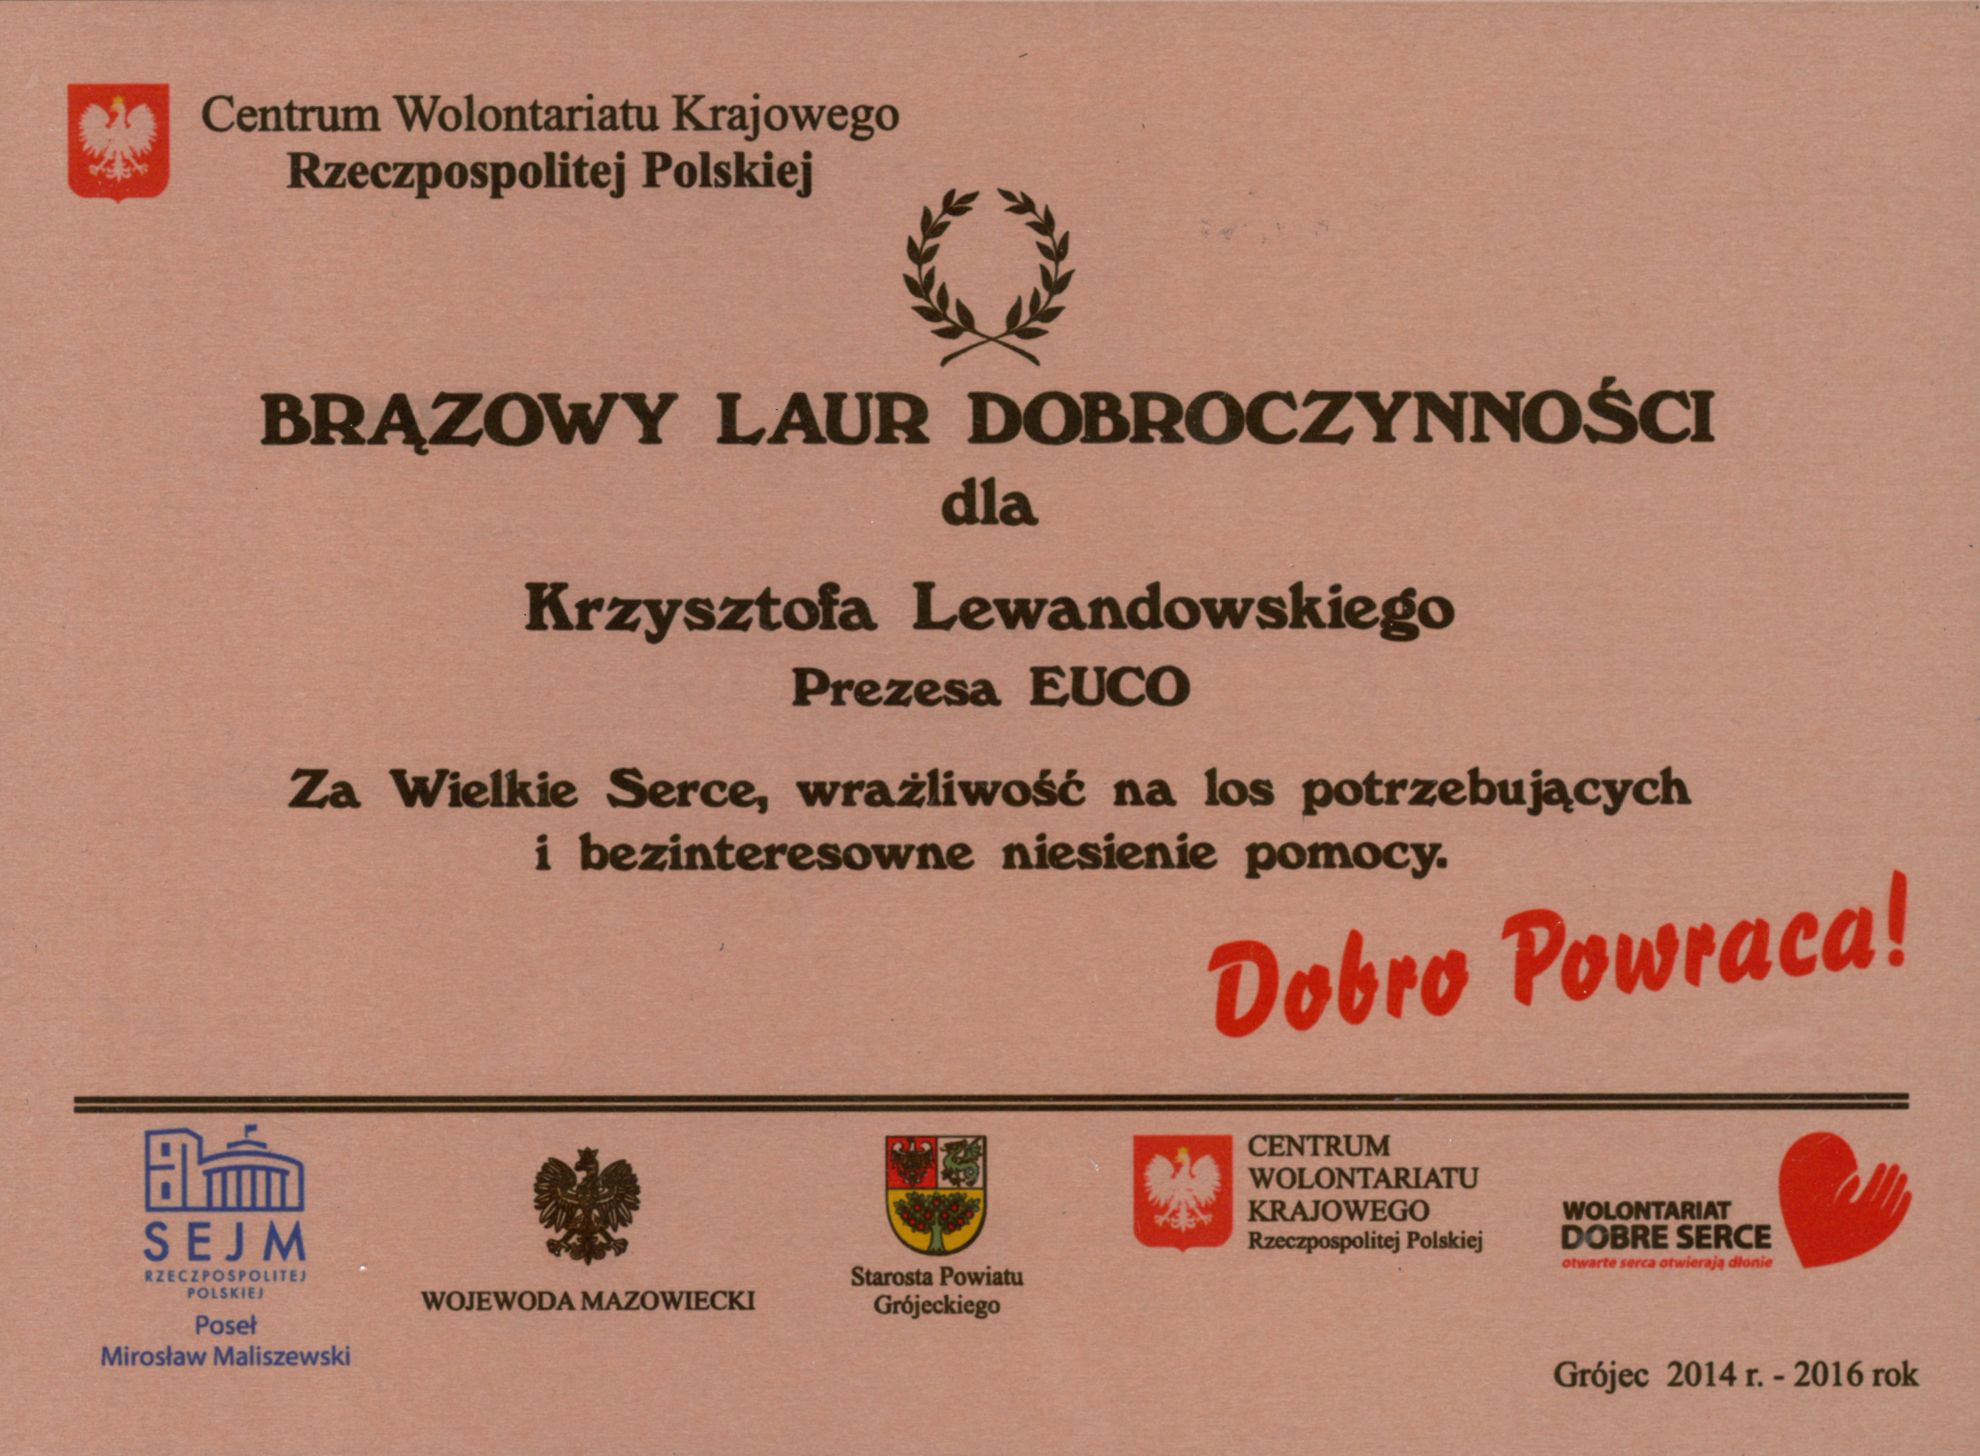 Centrum Wolontariatu Krajowego
Rzeczpospolitej Polskiej
BRĄZOWY LAUR DOBROCZYNNOŚCI
dla
Krzysztofa Lewandowskiego
Prezesa EUCO
Za Wielkie Serce, wrażliwość na los potrzebujących
i bezinteresowne niesienie pomocy.
Dobro Powraca!
SEJM
RZECZPOSPOLITEJ
POLSKIEJ
Poseł
Mirosław Maliszewski
WOJEWODA MAZOWIECKI
Starosta Powiatu
Grójeckiego
CENTRUM
WOLONTARIATU
KRAJOWEGO
Rzeczpospolitej Polskiej
WOLONTARIAT
DOBRE SERCE
otwarte serca otwierają dłonie
Grójec 2014 r. - 2016 rok